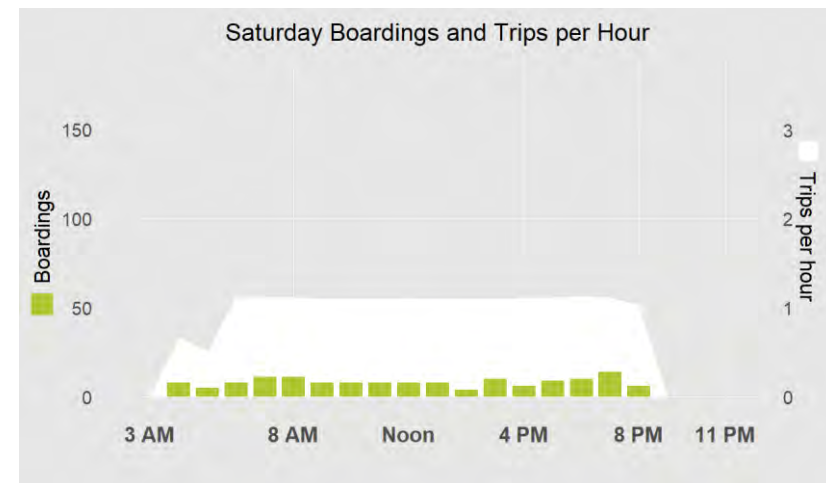 Saturday Boardings and Trips per Hour
150
100
50
0
Boardings
3
2
1
0
Trips per hour
3 AM 8 AM Noon 4 PM 8 PM 11 PM